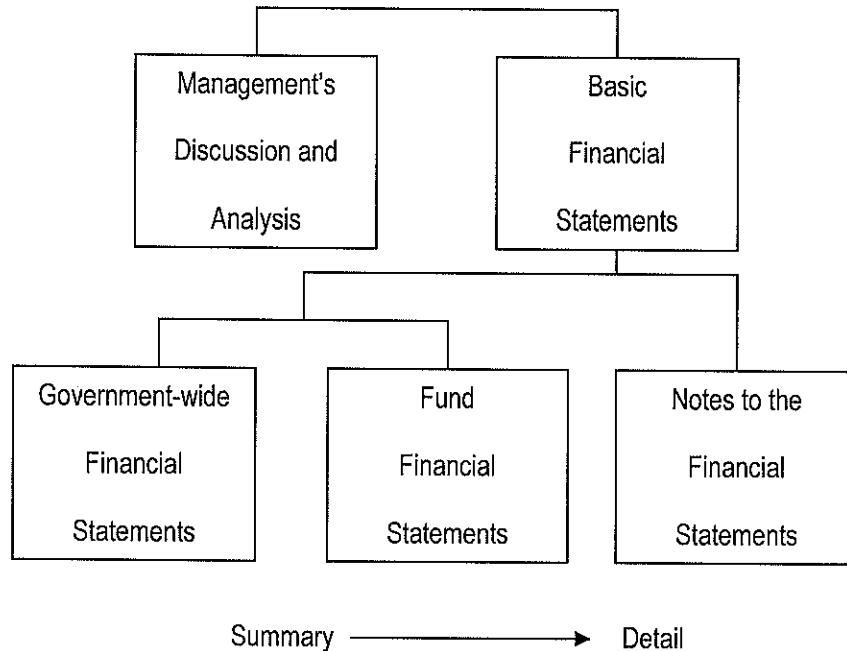 Management's
Discussion and
Analysis
Basic
Financial
Statements
Government-wide
Financial
Statements
Fund
Financial
Statements
Notes to the
Financial
Statements
Summary
Detail